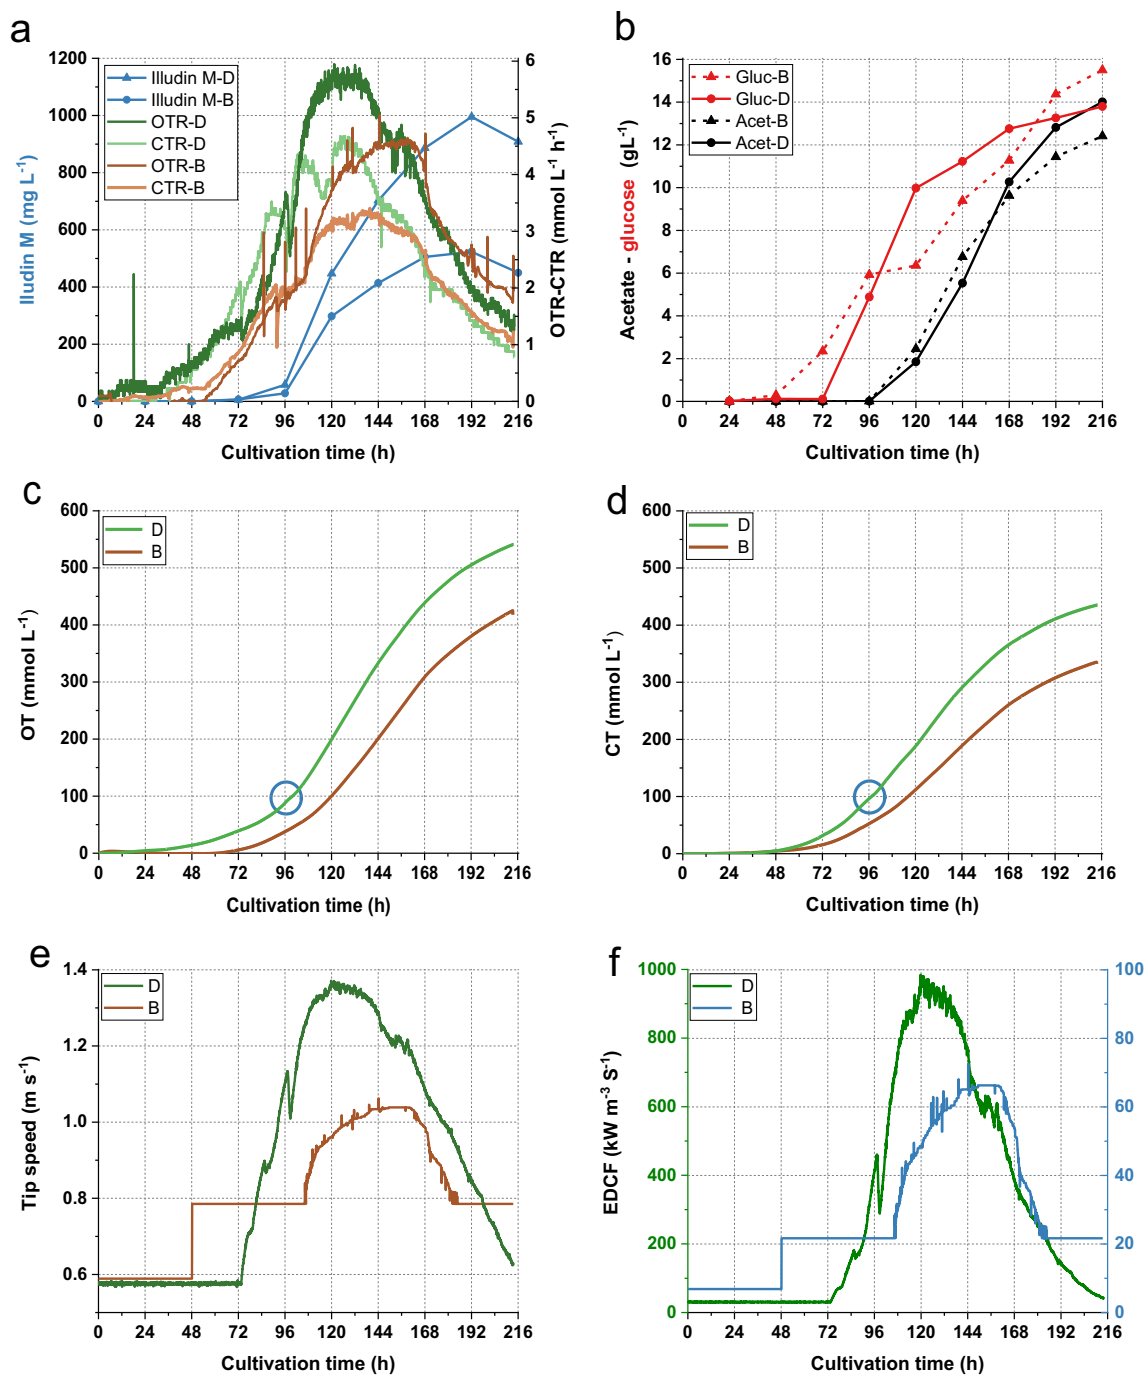 a
1200
1000
800
600
400
200
0
Illudin M (mg L⁻¹)
Illudin M-D
Illudin M-B
OTR-D
CTR-D
OTR-B
CTR-B
6
5
4
3
2
1
0
OTR-CTR (mmol L⁻¹ h⁻¹)
0 24 48 72 96 120 144 168 192 216
Cultivation time (h)
b
16
14
12
10
8
6
4
2
0
Acetate - glucose (gL⁻¹)
Gluc-B
Gluc-D
Acet-B
Acet-D
0 24 48 72 96 120 144 168 192 216
Cultivation time (h)
c
600
500
400
300
200
100
0
OT (mmol L⁻¹)
D
B
0 24 48 72 96 120 144 168 192 216
Cultivation time (h)
d
600
500
400
300
200
100
0
CT (mmol L⁻¹)
D
B
0 24 48 72 96 120 144 168 192 216
Cultivation time (h)
e
1.4
1.2
1.0
0.8
0.6
Tip speed (m s⁻¹)
D
B
0 24 48 72 96 120 144 168 192 216
Cultivation time (h)
f
1000
800
600
400
200
0
EDCF (kW m⁻³ S⁻¹)
D
B
100
80
60
40
20
0
0 24 48 72 96 120 144 168 192 216
Cultivation time (h)